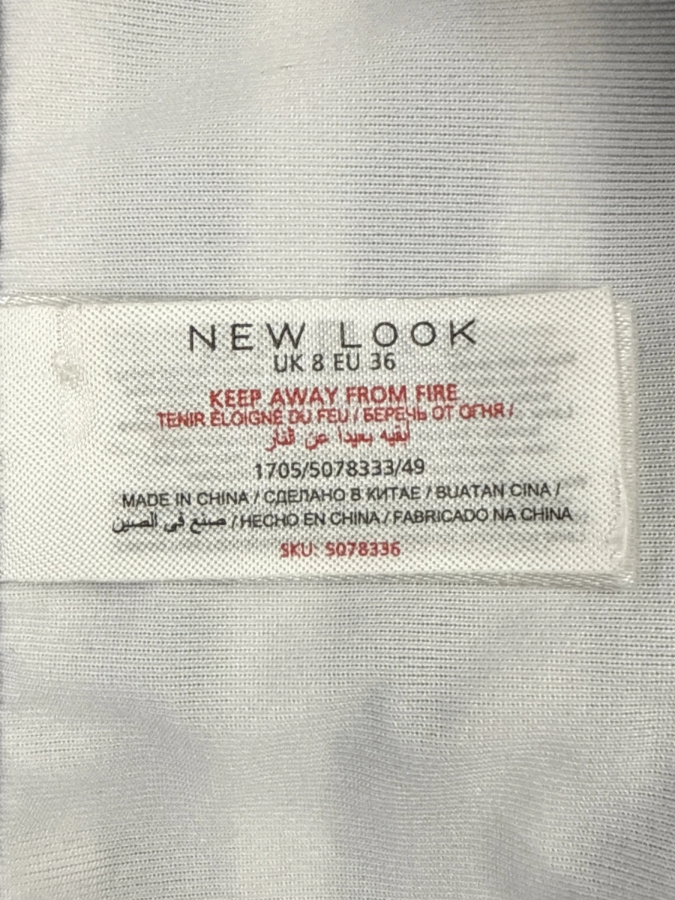 NEW LOOK
UK 8 EU 36
KEEP AWAY FROM FIRE
TENIR ÉLOIGNÉ DU FEU / БЕРЕЧЬ ОТ ОГНЯ /
أبقيه بعيدا عن النار
1705/5078333/49
MADE IN CHINA / СДЕЛАНО В КИТАЕ / BUATAN CINA /
صنع في الصين / HECHO EN CHINA / FABRICADO NA CHINA
SKU: 5078336